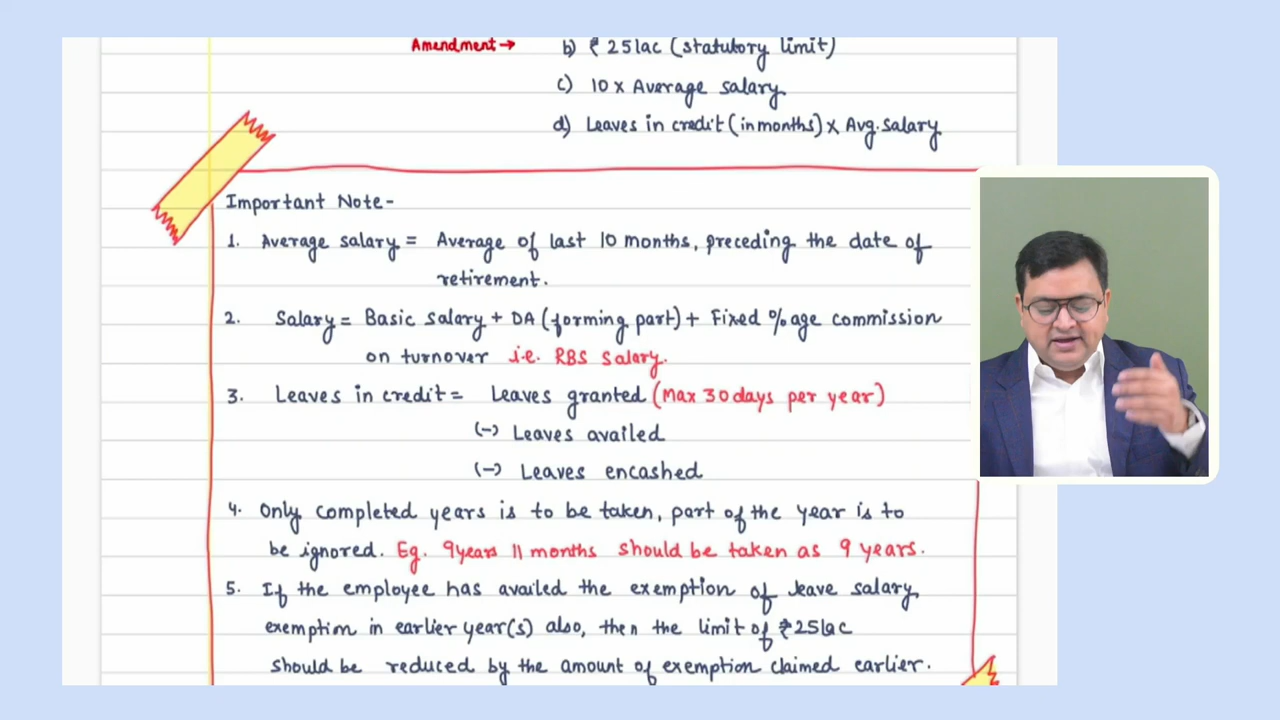 Amendment → b) ₹ 25lac (statutory limit)
c) 10 x Average salary
d) Leaves in credit (in months) x Avg. Salary
Important Note-
1. Average salary = Average of last 10 months, preceding the date of
retirement.
2. Salary = Basic salary + DA (forming part) + Fixed %age commission
on turnover i.e. RBS salary.
3. Leaves in credit = Leaves granted (Max 30 days per year)
(-) Leaves availed
(-) Leaves encashed
4. Only completed years is to be taken, part of the year is to
be ignored. Eg. 9years 11 months should be taken as 9 years.
5. If the employee has availed the exemption of leave salary
exemption in earlier year(s) also, then the limit of ₹25lac
should be reduced by the amount of exemption claimed earlier.